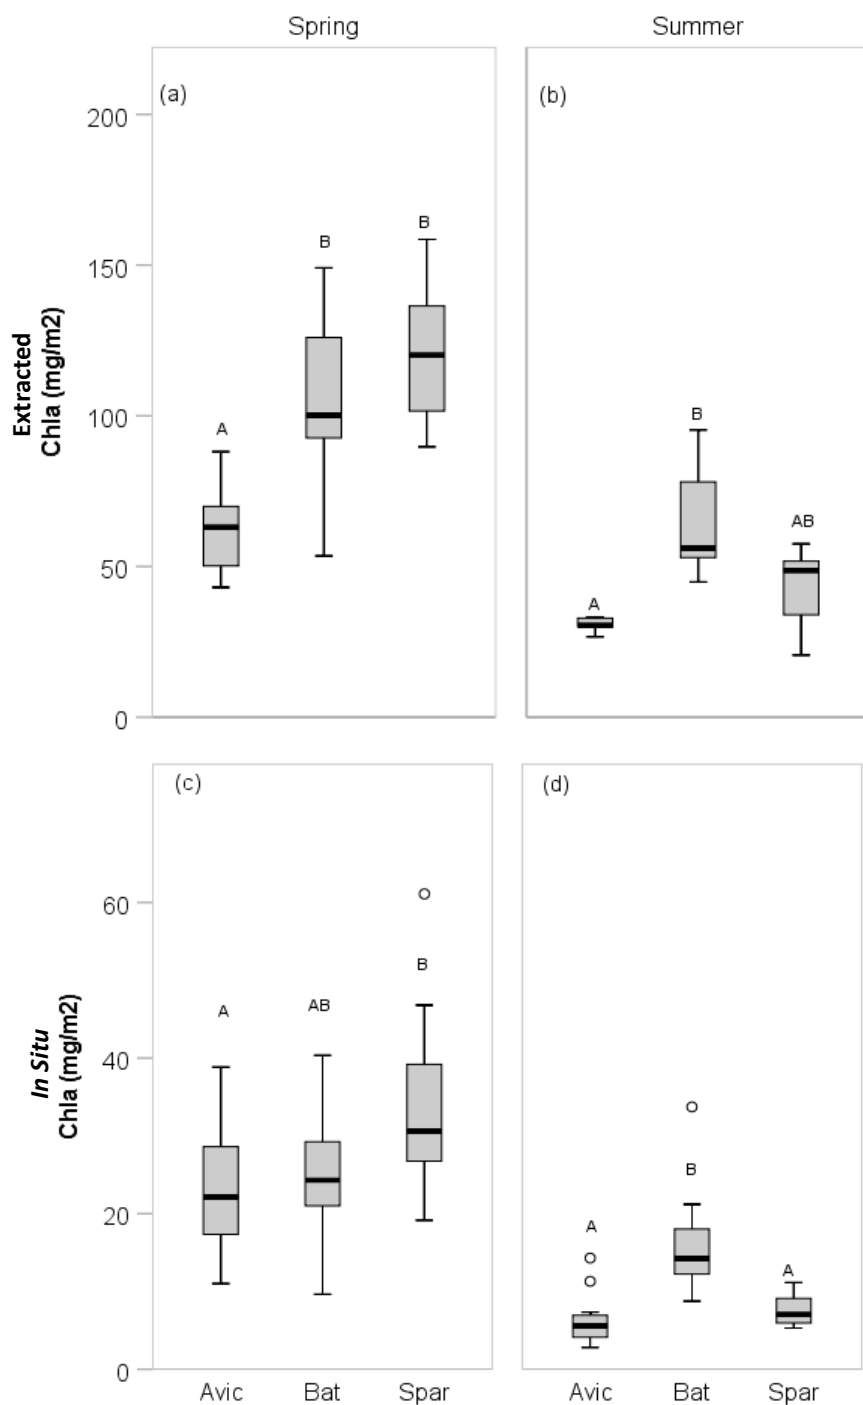 Spring
Summer
(a)
(b)
200
B
B
150
Extracted
Chla (mg/m2)
A
100
B
AB
50
A
0
(c)
(d)
60
B
A
AB
In Situ
Chla (mg/m2)
40
B
A
20
A
0
Avic
Bat
Spar
Avic
Bat
Spar